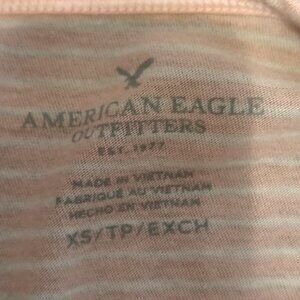 AMERICAN EAGLE
OUTFITTERS
EST. 1977
MADE IN VIETNAM
FABRIQUÉ AU VIETNAM
HECHO EN VIETNAM
XS/TP/EXCH